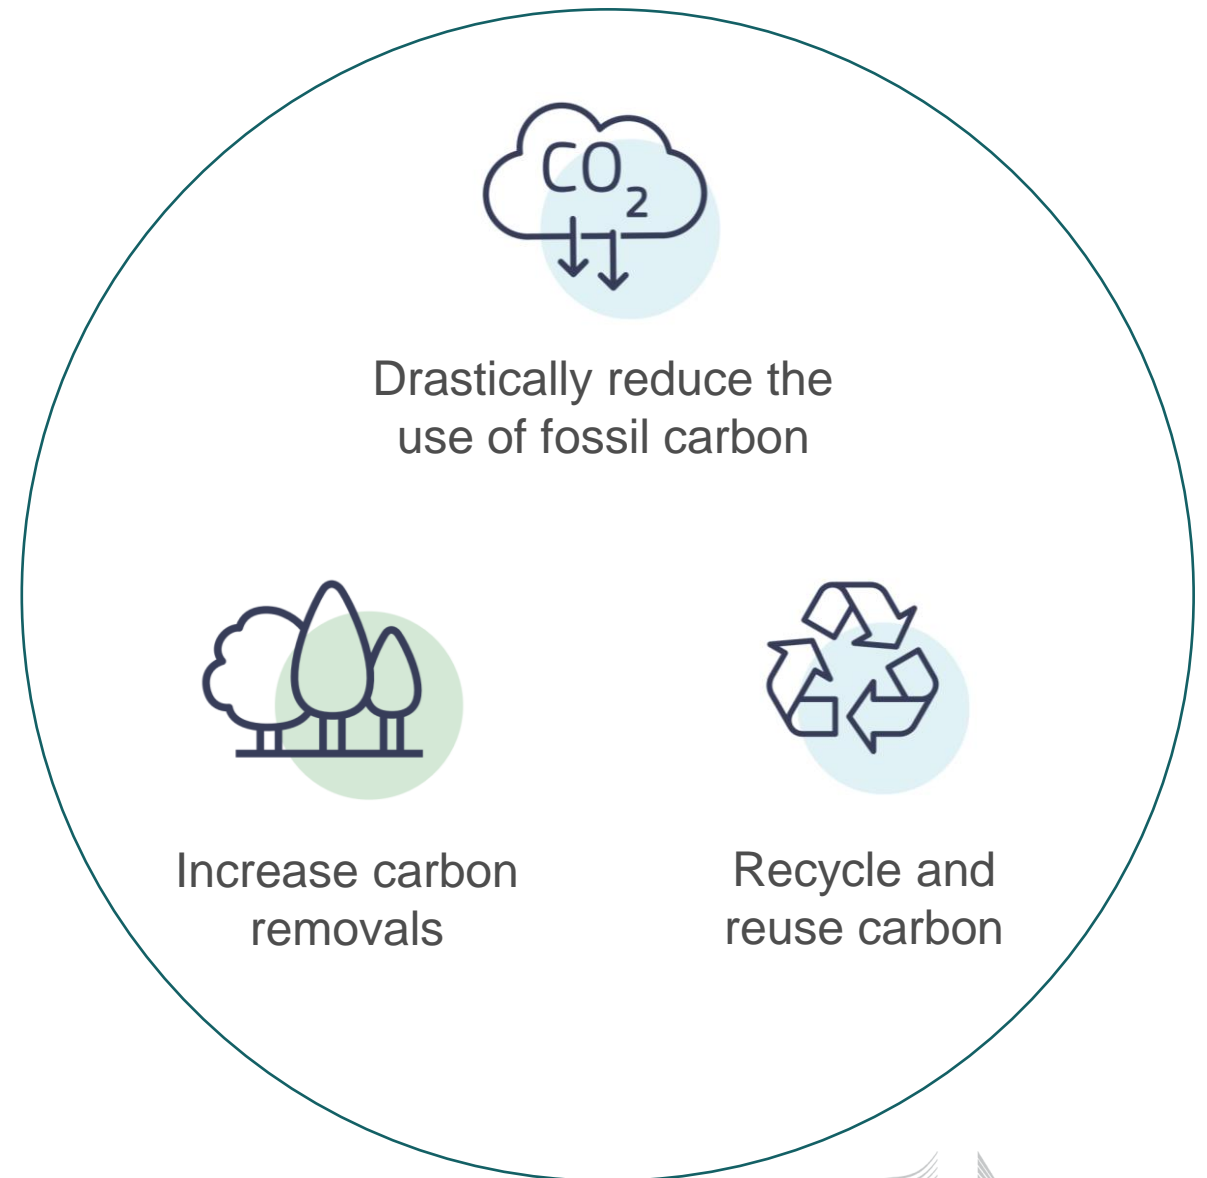 CO₂
Drastically reduce the
use of fossil carbon
Increase carbon
removals
Recycle and
reuse carbon